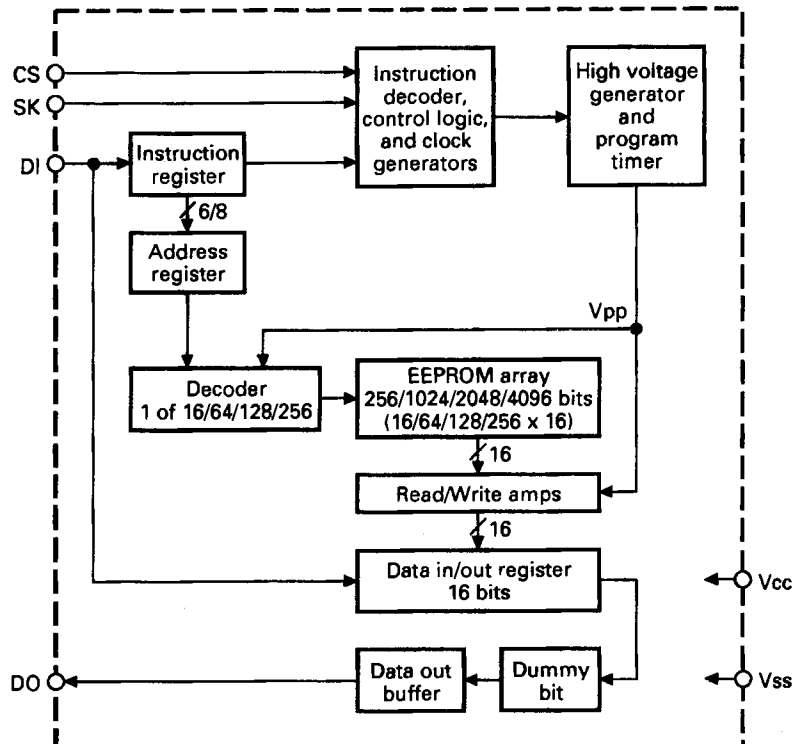 CS
SK
DI
Instruction
decoder,
control logic,
and clock
generators
High voltage
generator
and
program
timer
Instruction
register
6/8
Address
register
Vpp
Decoder
1 of 16/64/128/256
EEPROM array
256/1024/2048/4096 bits
(16/64/128/256 x 16)
16
Read/Write amps
16
Data in/out register
16 bits
Vcc
DO
Data out
buffer
Dummy
bit
Vss